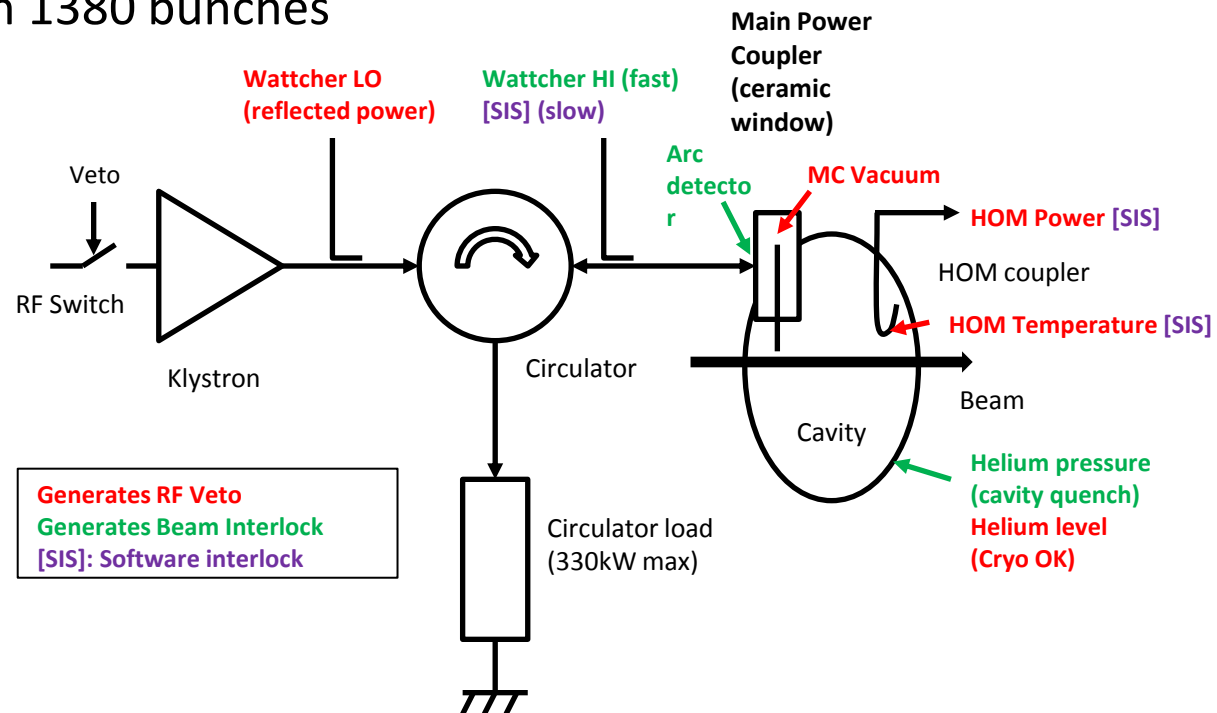 n 1380 bunches
Main Power
Coupler
(ceramic
window)
Wattcher LO
(reflected power)
Wattcher HI (fast)
[SIS] (slow)
Arc
detecto
r
MC Vacuum
Veto
HOM Power [SIS]
HOM coupler
RF Switch
HOM Temperature [SIS]
Klystron
Circulator
Beam
Cavity
Helium pressure
(cavity quench)
Helium level
(Cryo OK)
Generates RF Veto
Generates Beam Interlock
[SIS]: Software interlock
Circulator load
(330kW max)